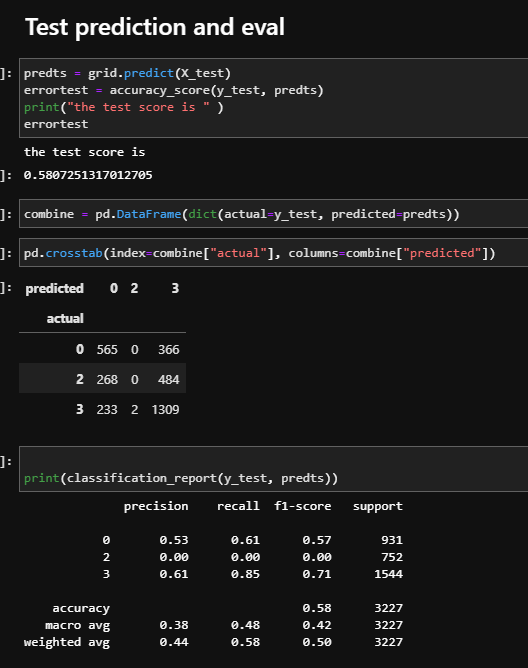 Test prediction and eval
]: predts = grid.predict(X_test)
errortest = accuracy_score(y_test, predts)
print("the test score is " )
errortest
the test score is
]: 0.5807251317012705
]: combine = pd.DataFrame(dict(actual=y_test, predicted=predts))
]: pd.crosstab(index=combine["actual"], columns=combine["predicted"])
]: predicted 0 2 3
actual
0 565 0 366
2 268 0 484
3 233 2 1309
]:
print(classification_report(y_test, predts))
precision recall f1-score support
0 0.53 0.61 0.57 931
2 0.00 0.00 0.00 752
3 0.61 0.85 0.71 1544
accuracy 0.58 3227
macro avg 0.38 0.48 0.42 3227
weighted avg 0.44 0.58 0.50 3227